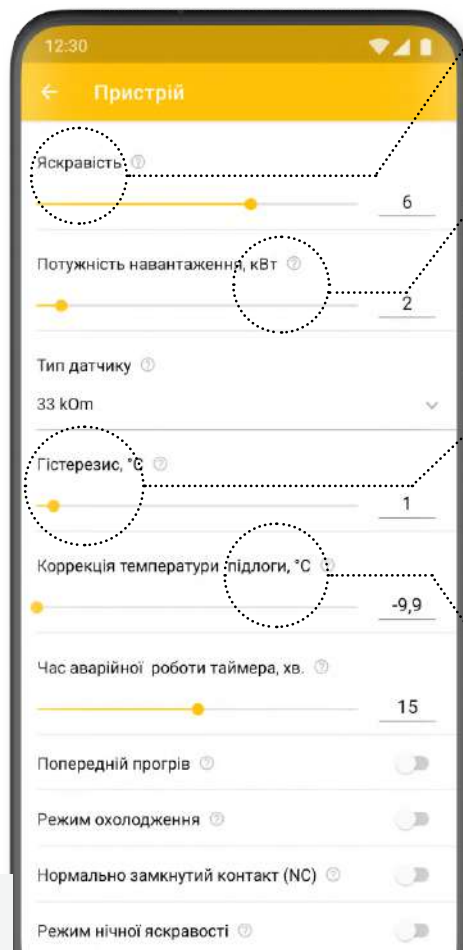 12:30
Пристрій
Яскравість
6
Потужність навантаження, кВт
2
Тип датчику
33 kOm
Гістерезис, °C
1
Коррекція температури підлоги, °C
-9,9
Час аварійної роботи таймера, хв.
15
Попередній прогрів
Режим охолодження
Нормально замкнутий контакт (NC)
Режим нічної яскравості